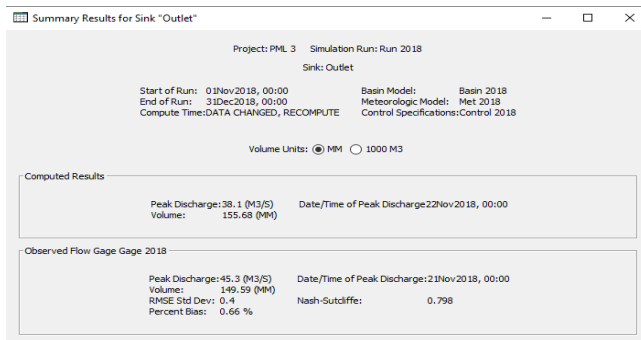 Summary Results for Sink "Outlet"
Project: PML 3 Simulation Run: Run 2018
Sink: Outlet
Start of Run: 01Nov2018, 00:00 Basin Model: Basin 2018
End of Run: 31Dec2018, 00:00 Meteorologic Model: Met 2018
Compute Time:DATA CHANGED, RECOMPUTE Control Specifications:Control 2018
Volume Units: MM 1000 M3
Computed Results
Peak Discharge:38.1 (M3/S) Date/Time of Peak Discharge22Nov2018, 00:00
Volume: 155.68 (MM)
Observed Flow Gage Gage 2018
Peak Discharge:45.3 (M3/S) Date/Time of Peak Discharge:21Nov2018, 00:00
Volume: 149.59 (MM)
RMSE Std Dev: 0.4 Nash-Sutcliffe: 0.798
Percent Bias: 0.66 %